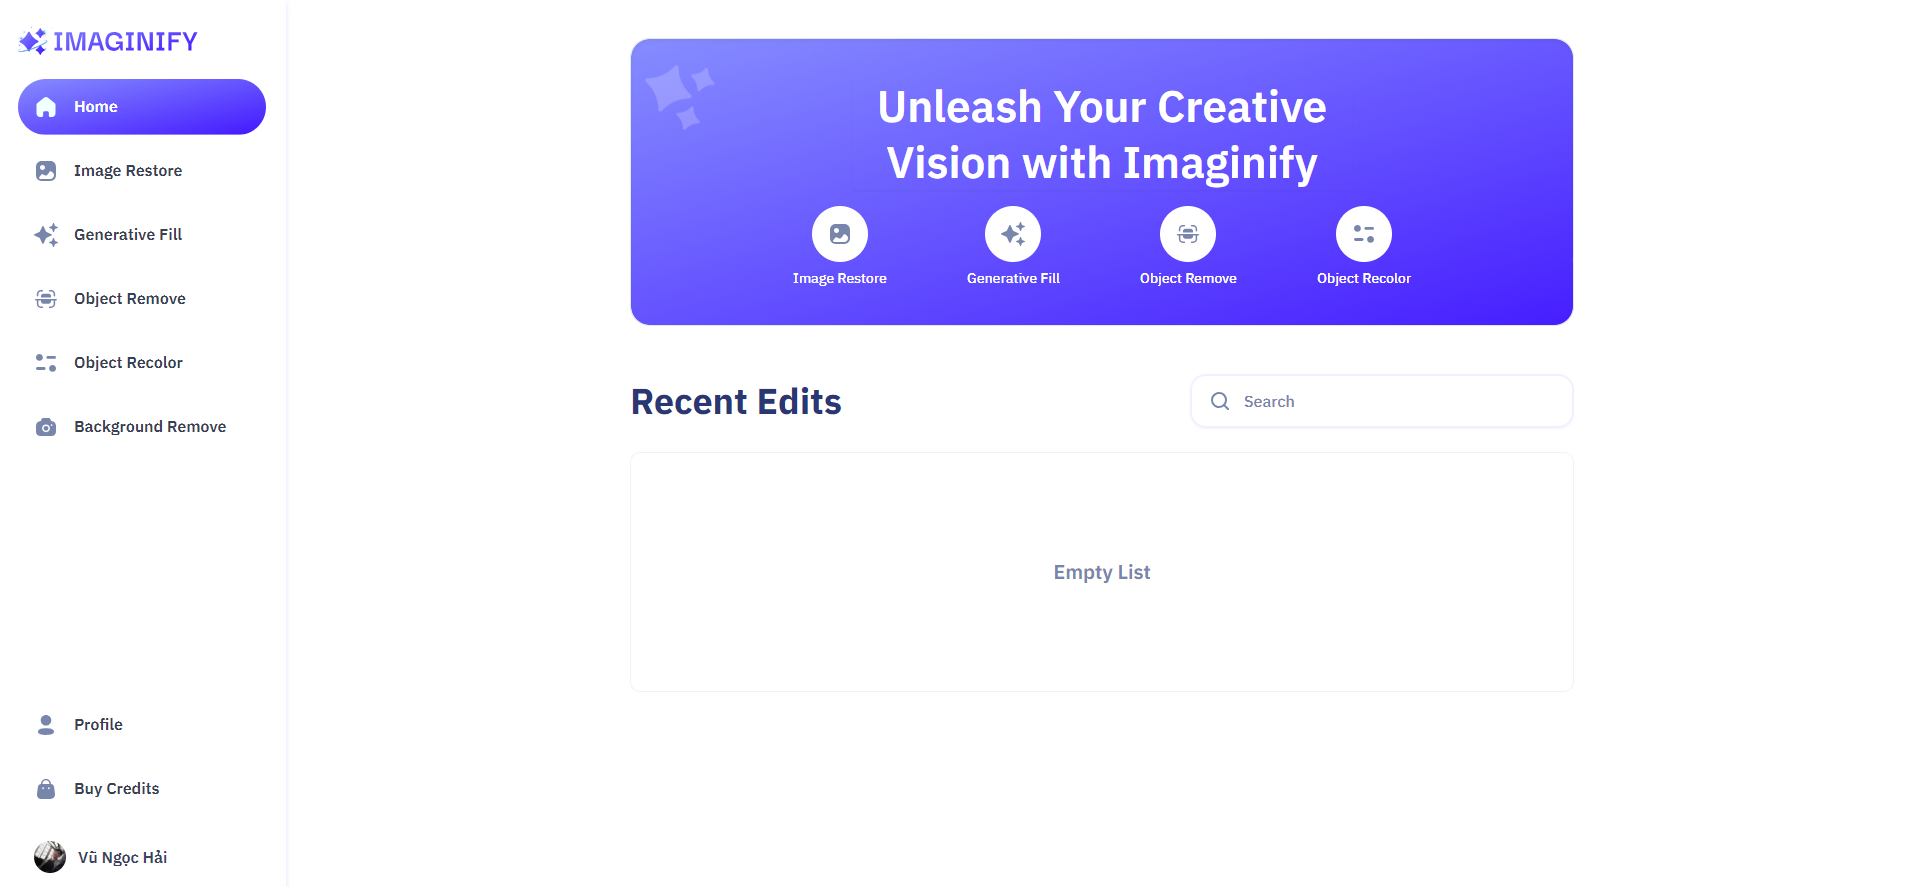 IMAGINIFY
Home
Image Restore
Generative Fill
Object Remove
Object Recolor
Background Remove
Profile
Buy Credits
Vũ Ngọc Hải
Unleash Your Creative
Vision with Imaginify
Image Restore
Generative Fill
Object Remove
Object Recolor
Recent Edits
Search
Empty List